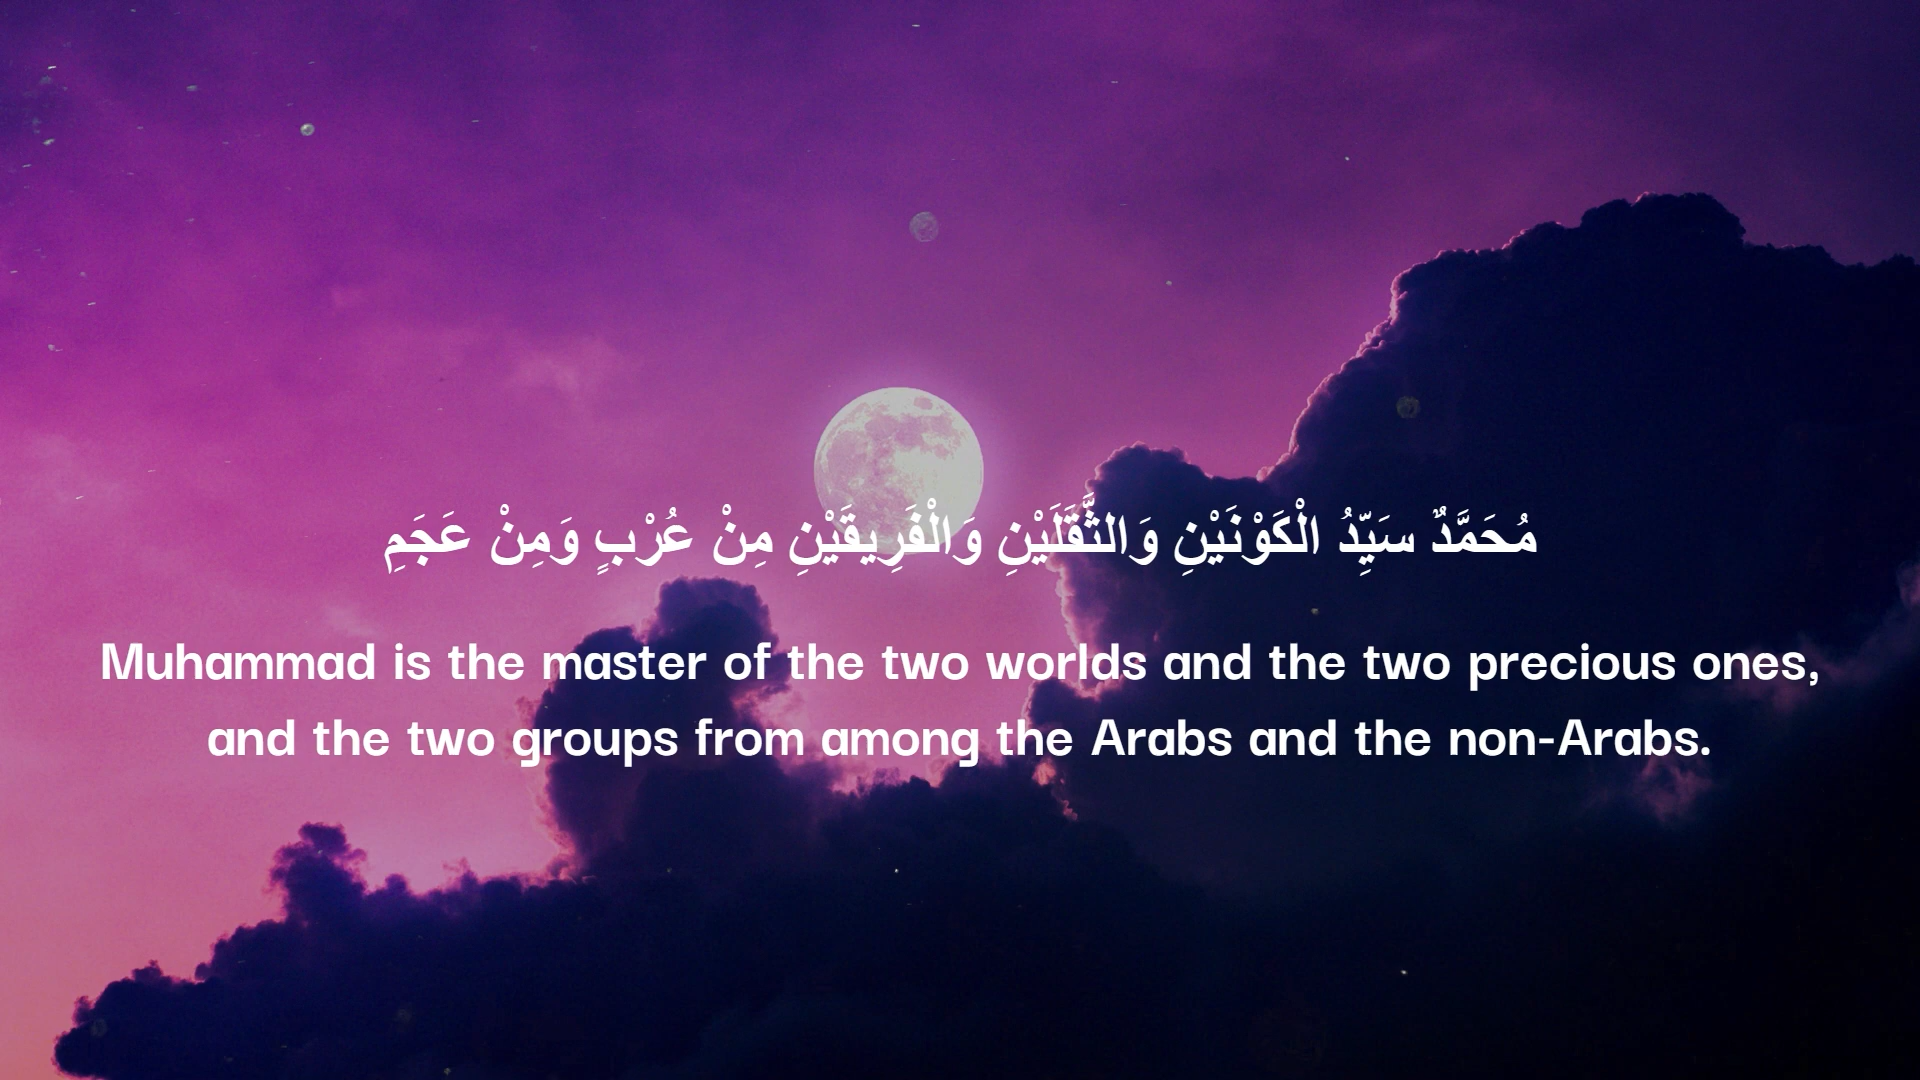 مُحَمَّدٌ سَيِّدُ الْكَوْنَيْنِ وَالثَّقَلَيْنِ وَالْفَرِيقَيْنِ مِنْ عُرْبٍ وَمِنْ عَجَمِ
Muhammad is the master of the two worlds and the two precious ones,
and the two groups from among the Arabs and the non-Arabs.